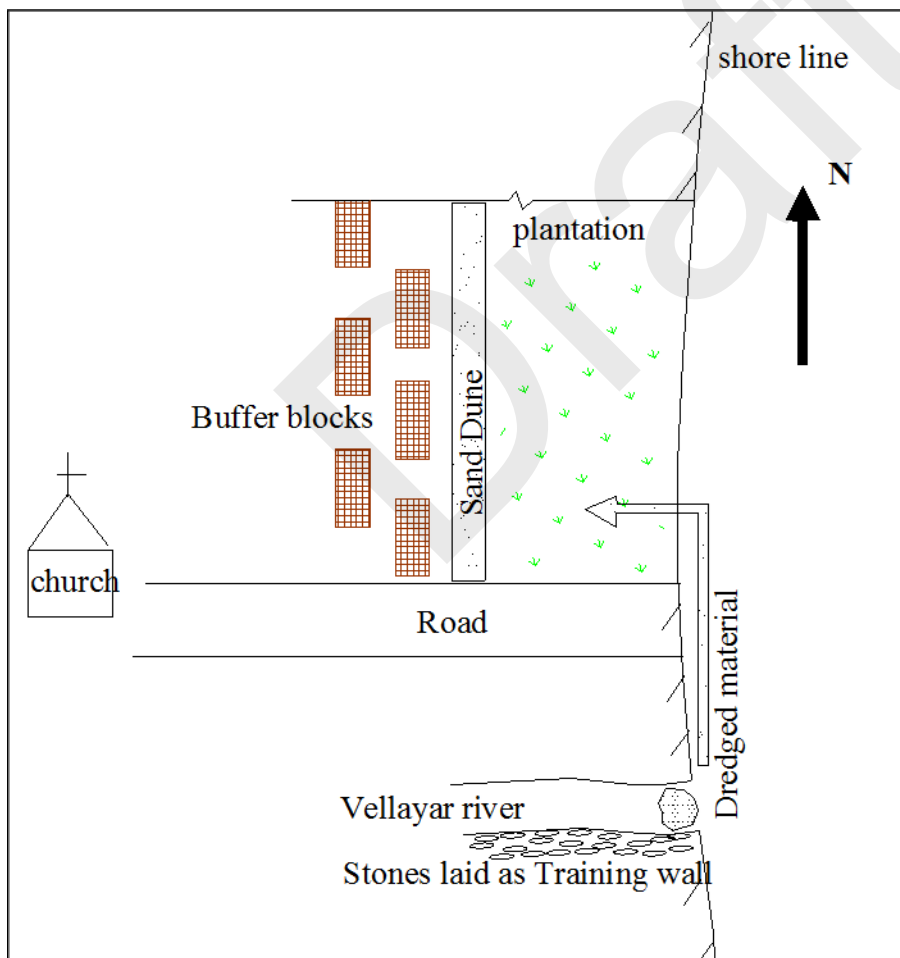 shore line
N
plantation
Buffer blocks
Sand Dune
church
Road
Dredged material
Vellayar river
Stones laid as Training wall
Draft